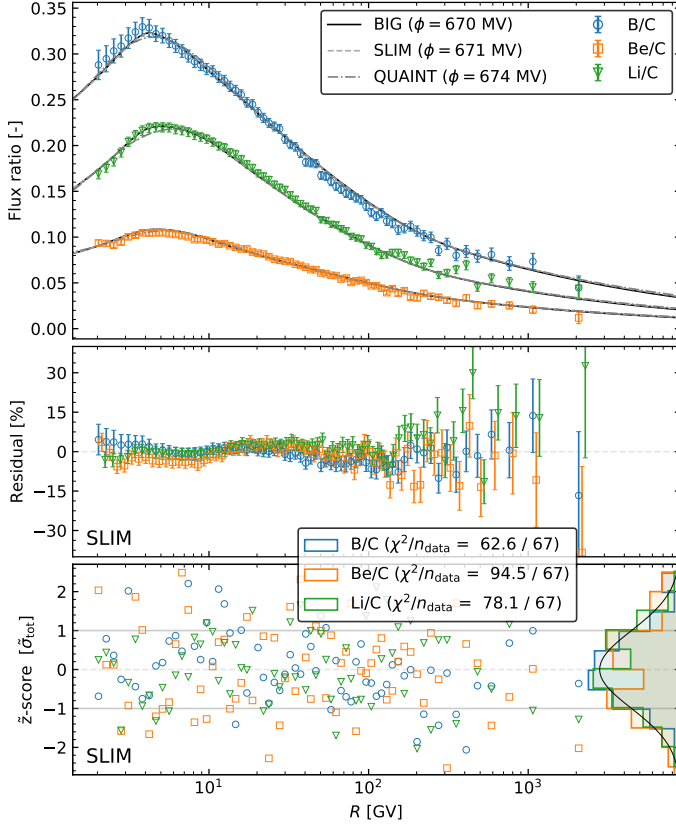 0.35
0.30
0.25
0.20
0.15
0.10
0.05
0.00
Flux ratio [-]
BIG (ϕ = 670 MV)
SLIM (ϕ = 671 MV)
QUAINT (ϕ = 674 MV)
B/C
Be/C
Li/C
30
15
0
−15
−30
Residual [%]
SLIM
B/C (χ²/n_data = 62.6 / 67)
Be/C (χ²/n_data = 94.5 / 67)
Li/C (χ²/n_data = 78.1 / 67)
2
1
0
−1
−2
z̃-score [σ̃_tot]
SLIM
10¹
10²
10³
R [GV]